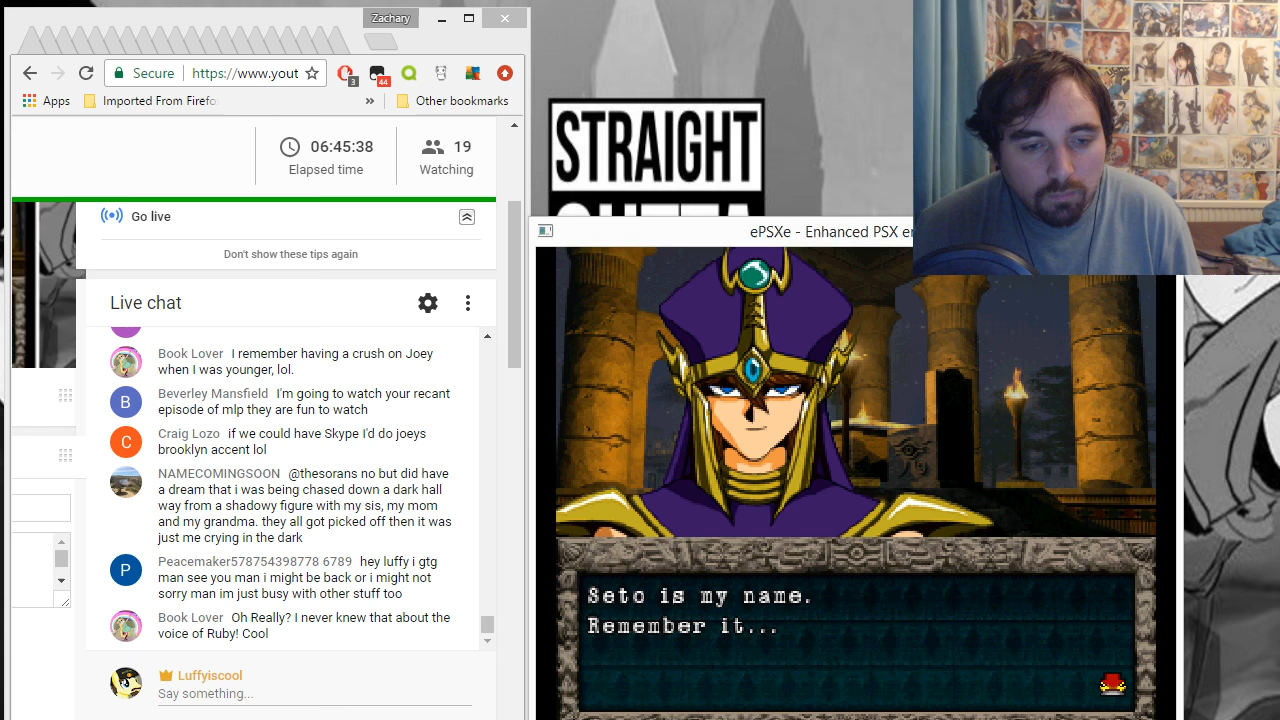 Zachary
Secure
https://www.yout
3
44
Apps
Imported From Firefo
»
Other bookmarks
06:45:38
Elapsed time
19
Watching
Go live
Don't show these tips again
Live chat
Book Lover I remember having a crush on Joey
when I was younger, lol.
B
Beverley Mansfield I'm going to watch your recant
episode of mlp they are fun to watch
C
Craig Lozo if we could have Skype I'd do joeys
brooklyn accent lol
NAMECOMINGSOON @thesorans no but did have
a dream that i was being chased down a dark hall
way from a shadowy figure with my sis, my mom
and my grandma. they all got picked off then it was
just me crying in the dark
P
Peacemaker578754398778 6789 hey luffy i gtg
man see you man i might be back or i might not
sorry man im just busy with other stuff too
Book Lover Oh Really? I never knew that about the
voice of Ruby! Cool
Luffyiscool
Say something...
STRAIGHT
ePSXe - Enhanced PSX
Seto is my name.
Remember it...